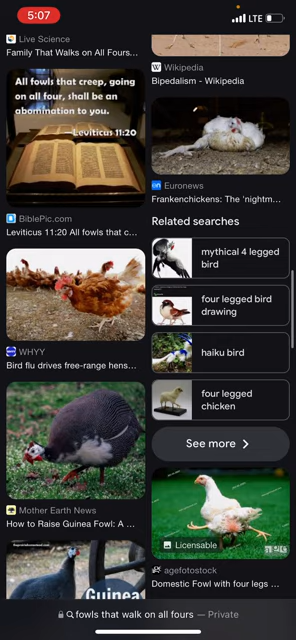 5:07
LTE
Live Science
Family That Walks on All Fours...
Wikipedia
Bipedalism - Wikipedia
All fowls that creep, going
on all four, shall be an
abomination to you.
—Leviticus 11:20
BiblePic.com
Leviticus 11:20 All fowls that c...
en
Euronews
Frankenchickens: The 'nightm...
Related searches
mythical 4 legged
bird
four legged bird
drawing
haiku bird
four legged
chicken
See more
WHYY
Bird flu drives free-range hens...
Mother Earth News
How to Raise Guinea Fowl: A ...
Licensable
agefotostock
Domestic Fowl with four legs ...
Guinea
fowls that walk on all fours — Private